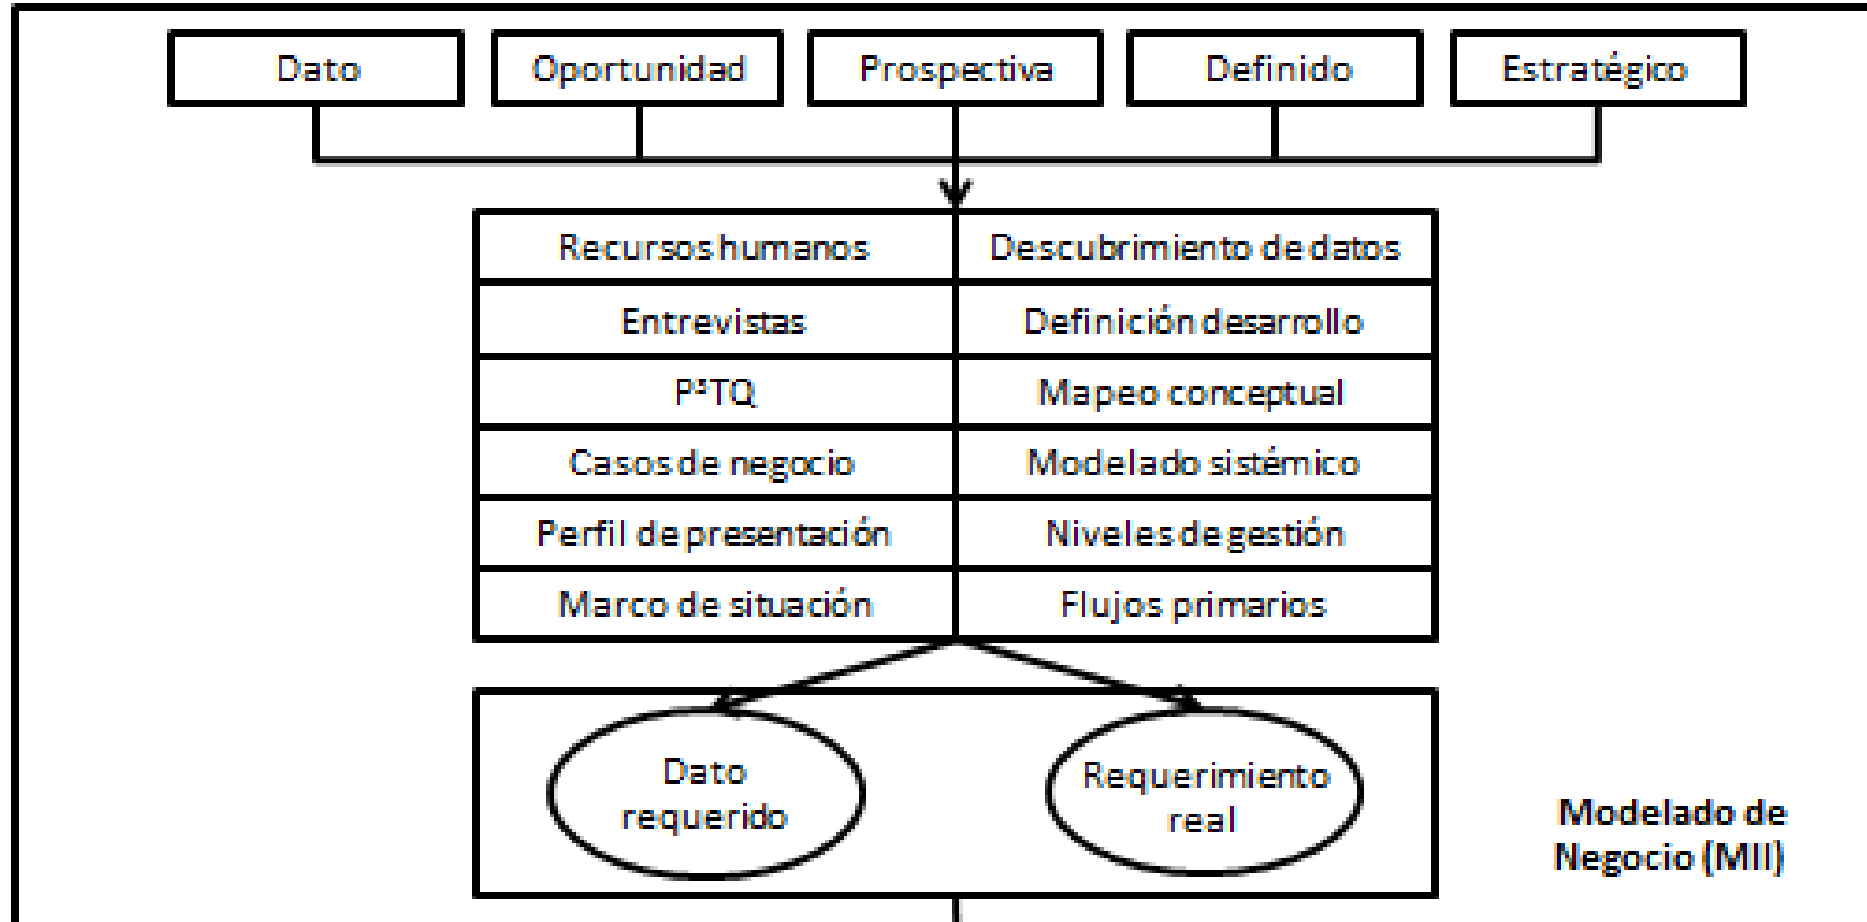 Dato
Oportunidad
Prospectiva
Definido
Estratégico
Recursos humanos
Descubrimiento de datos
Entrevistas
Definición desarrollo
P³TQ
Mapeo conceptual
Casos de negocio
Modelado sistémico
Perfil de presentación
Niveles de gestión
Marco de situación
Flujos primarios
Dato
requerido
Requerimiento
real
Modelado de
Negocio (MII)